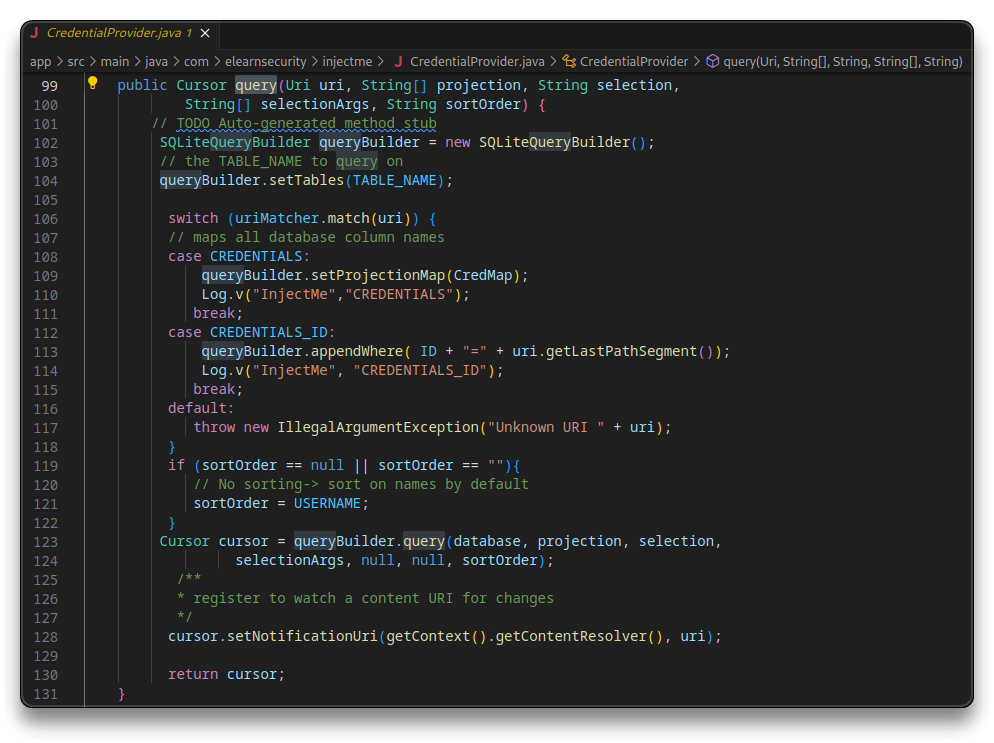 J CredentialProvider.java 1 ×
app > src > main > java > com > elearnsecurity > injectme > J CredentialProvider.java > CredentialProvider > query(Uri, String[], String, String[], String)
99 public Cursor query(Uri uri, String[] projection, String selection,
100 String[] selectionArgs, String sortOrder) {
101 // TODO Auto-generated method stub
102 SQLiteQueryBuilder queryBuilder = new SQLiteQueryBuilder();
103 // the TABLE_NAME to query on
104 queryBuilder.setTables(TABLE_NAME);
105
106 switch (uriMatcher.match(uri)) {
107 // maps all database column names
108 case CREDENTIALS:
109 queryBuilder.setProjectionMap(CredMap);
110 Log.v("InjectMe","CREDENTIALS");
111 break;
112 case CREDENTIALS_ID:
113 queryBuilder.appendWhere( ID + "=" + uri.getLastPathSegment());
114 Log.v("InjectMe", "CREDENTIALS_ID");
115 break;
116 default:
117 throw new IllegalArgumentException("Unknown URI " + uri);
118 }
119 if (sortOrder == null || sortOrder == ""){
120 // No sorting-> sort on names by default
121 sortOrder = USERNAME;
122 }
123 Cursor cursor = queryBuilder.query(database, projection, selection,
124 selectionArgs, null, null, sortOrder);
125 /**
126 * register to watch a content URI for changes
127 */
128 cursor.setNotificationUri(getContext().getContentResolver(), uri);
129
130 return cursor;
131 }